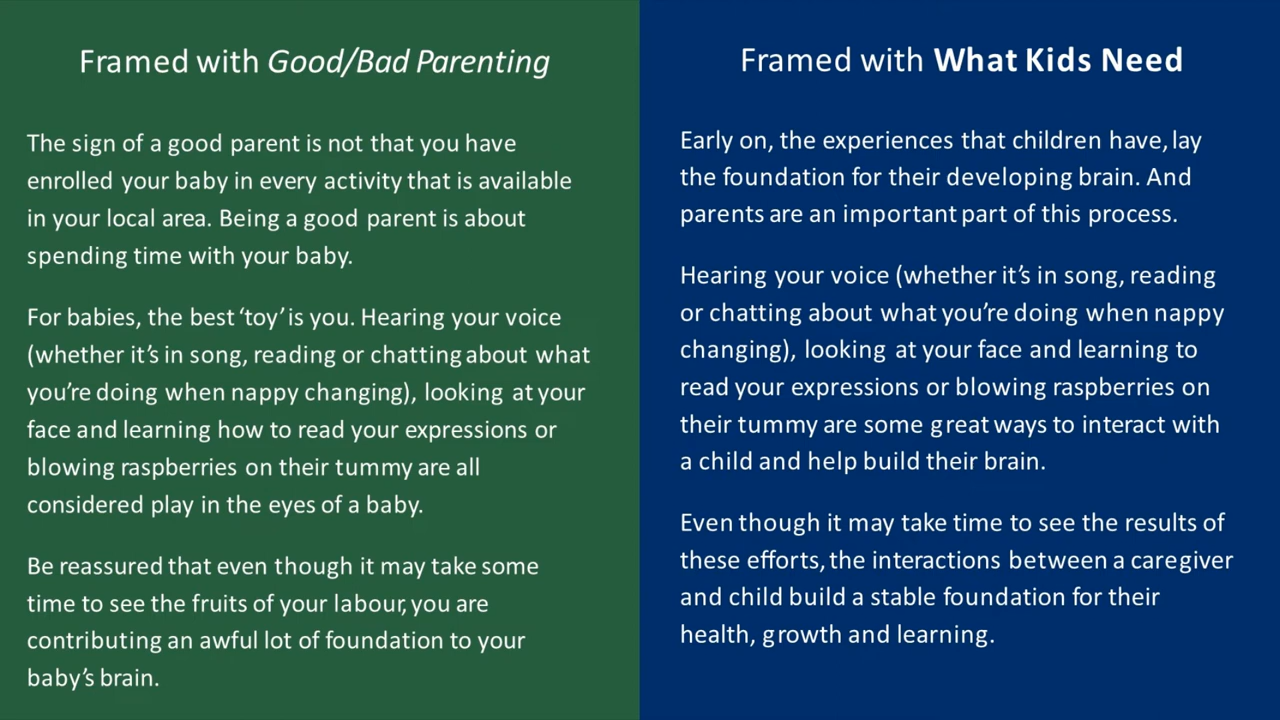 Framed with Good/Bad Parenting
The sign of a good parent is not that you have
enrolled your baby in every activity that is available
in your local area. Being a good parent is about
spending time with your baby.
For babies, the best ‘toy’ is you. Hearing your voice
(whether it’s in song, reading or chatting about what
you’re doing when nappy changing), looking at your
face and learning how to read your expressions or
blowing raspberries on their tummy are all
considered play in the eyes of a baby.
Be reassured that even though it may take some
time to see the fruits of your labour, you are
contributing an awful lot of foundation to your
baby’s brain.
Framed with What Kids Need
Early on, the experiences that children have, lay
the foundation for their developing brain. And
parents are an important part of this process.
Hearing your voice (whether it’s in song, reading
or chatting about what you’re doing when nappy
changing), looking at your face and learning to
read your expressions or blowing raspberries on
their tummy are some great ways to interact with
a child and help build their brain.
Even though it may take time to see the results of
these efforts, the interactions between a caregiver
and child build a stable foundation for their
health, growth and learning.